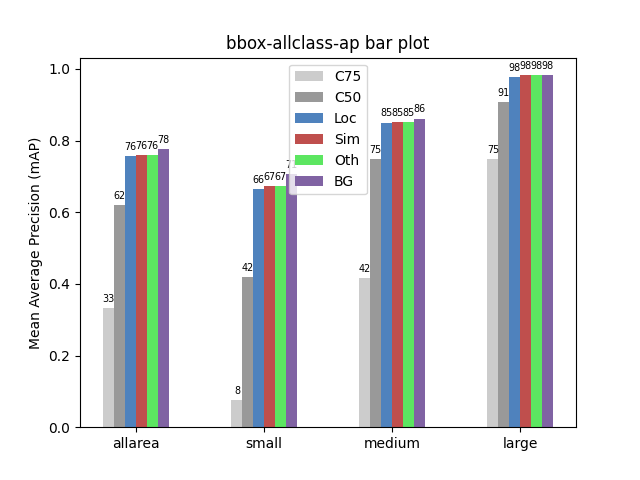 bbox-allclass-ap bar plot
Mean Average Precision (mAP)
1.0
0.8
0.6
0.4
0.2
0.0
C75
C50
Loc
Sim
Oth
BG
33 62 76 76 76 78
8 42 66 67 67
42 75 85 85 85 86
75 91 98 98 98 98
allarea small medium large